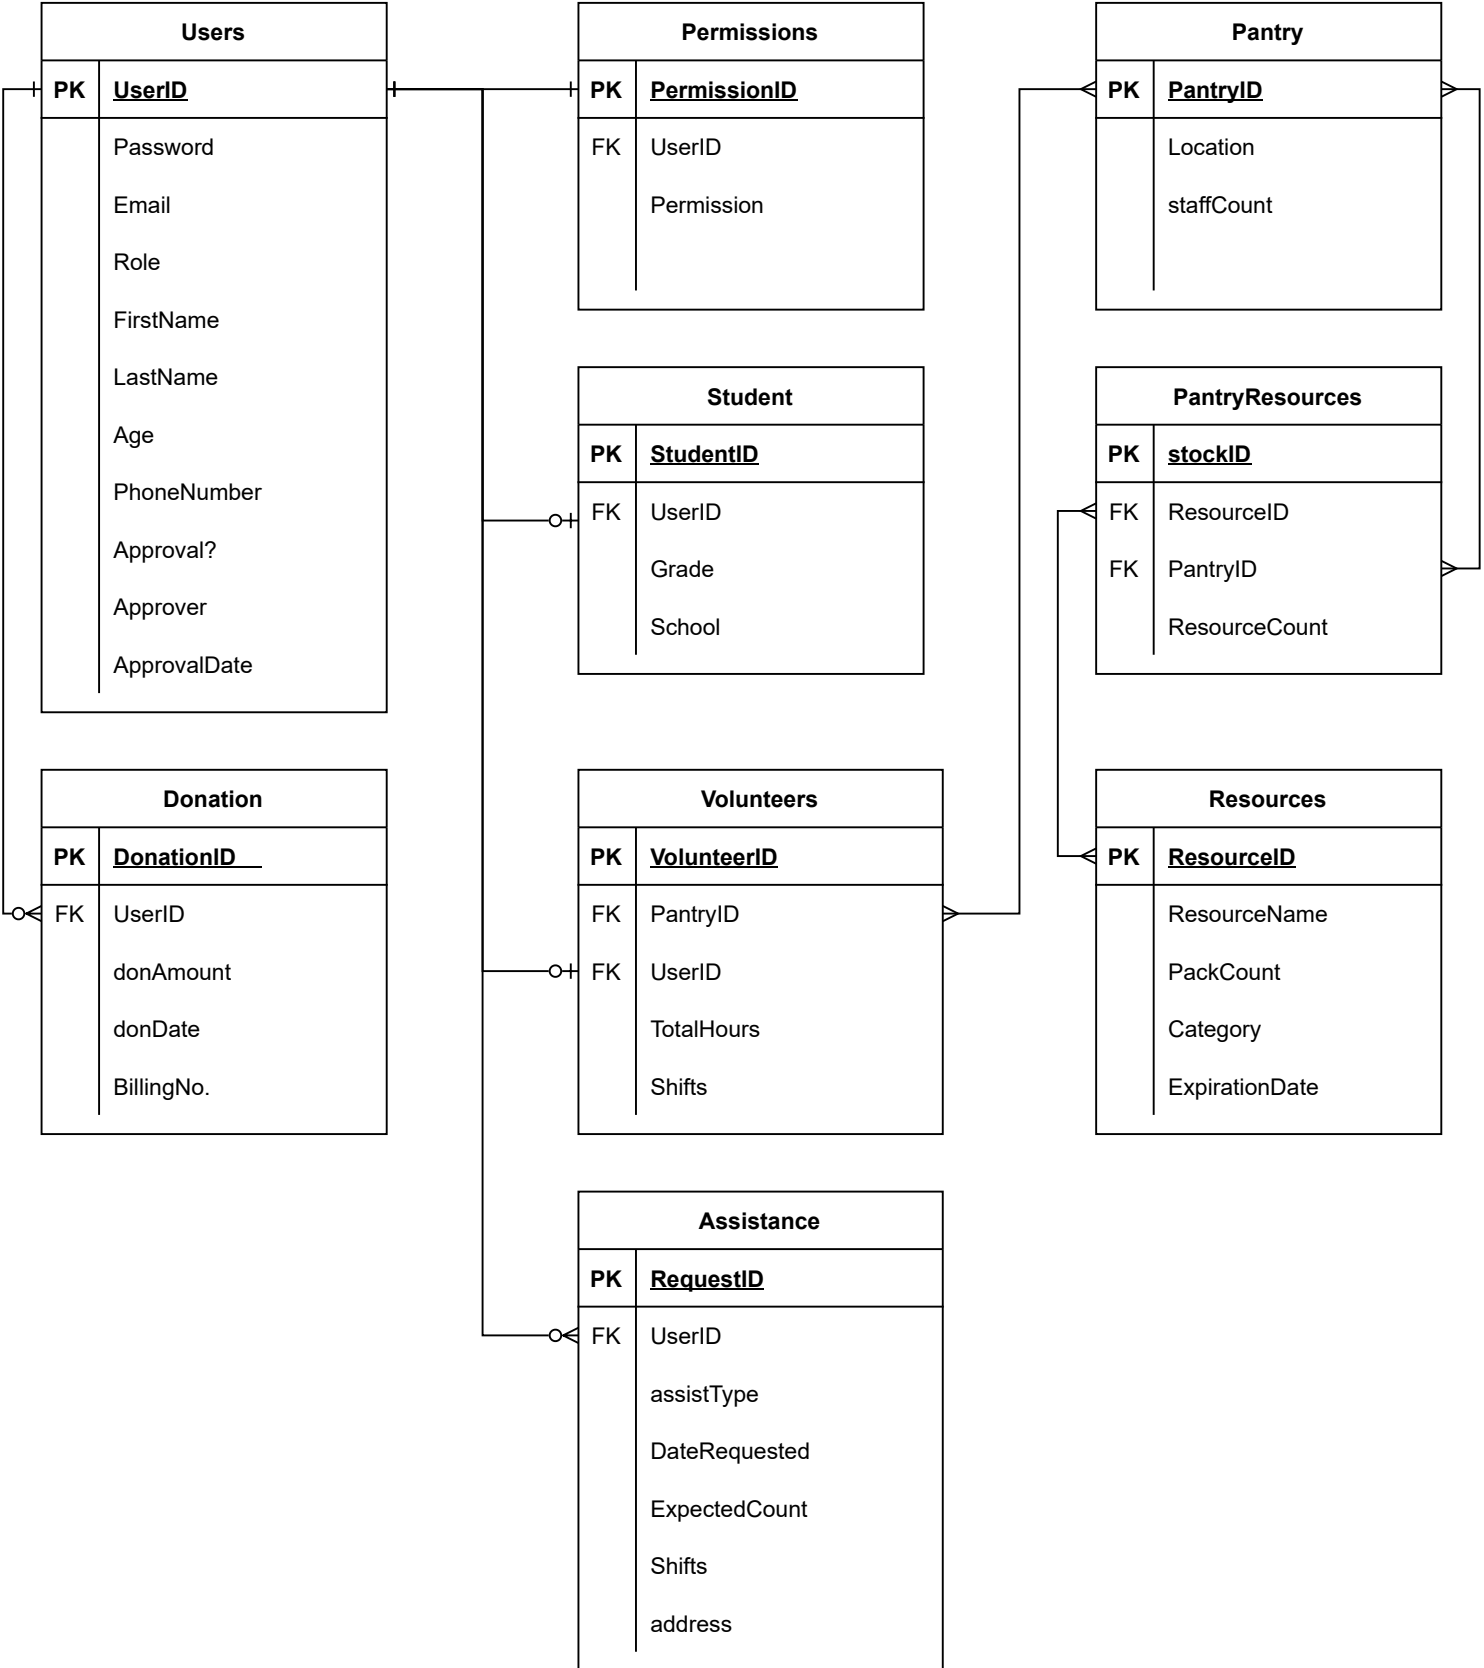 Users
PK UserID
Password
Email
Role
FirstName
LastName
Age
PhoneNumber
Approval?
Approver
ApprovalDate
Permissions
PK PermissionID
FK UserID
Permission
Pantry
PK PantryID
Location
staffCount
Student
PK StudentID
FK UserID
Grade
School
PantryResources
PK stockID
FK ResourceID
FK PantryID
ResourceCount
Donation
PK DonationID
FK UserID
donAmount
donDate
BillingNo.
Volunteers
PK VolunteerID
FK PantryID
FK UserID
TotalHours
Shifts
Resources
PK ResourceID
ResourceName
PackCount
Category
ExpirationDate
Assistance
PK RequestID
FK UserID
assistType
DateRequested
ExpectedCount
Shifts
address